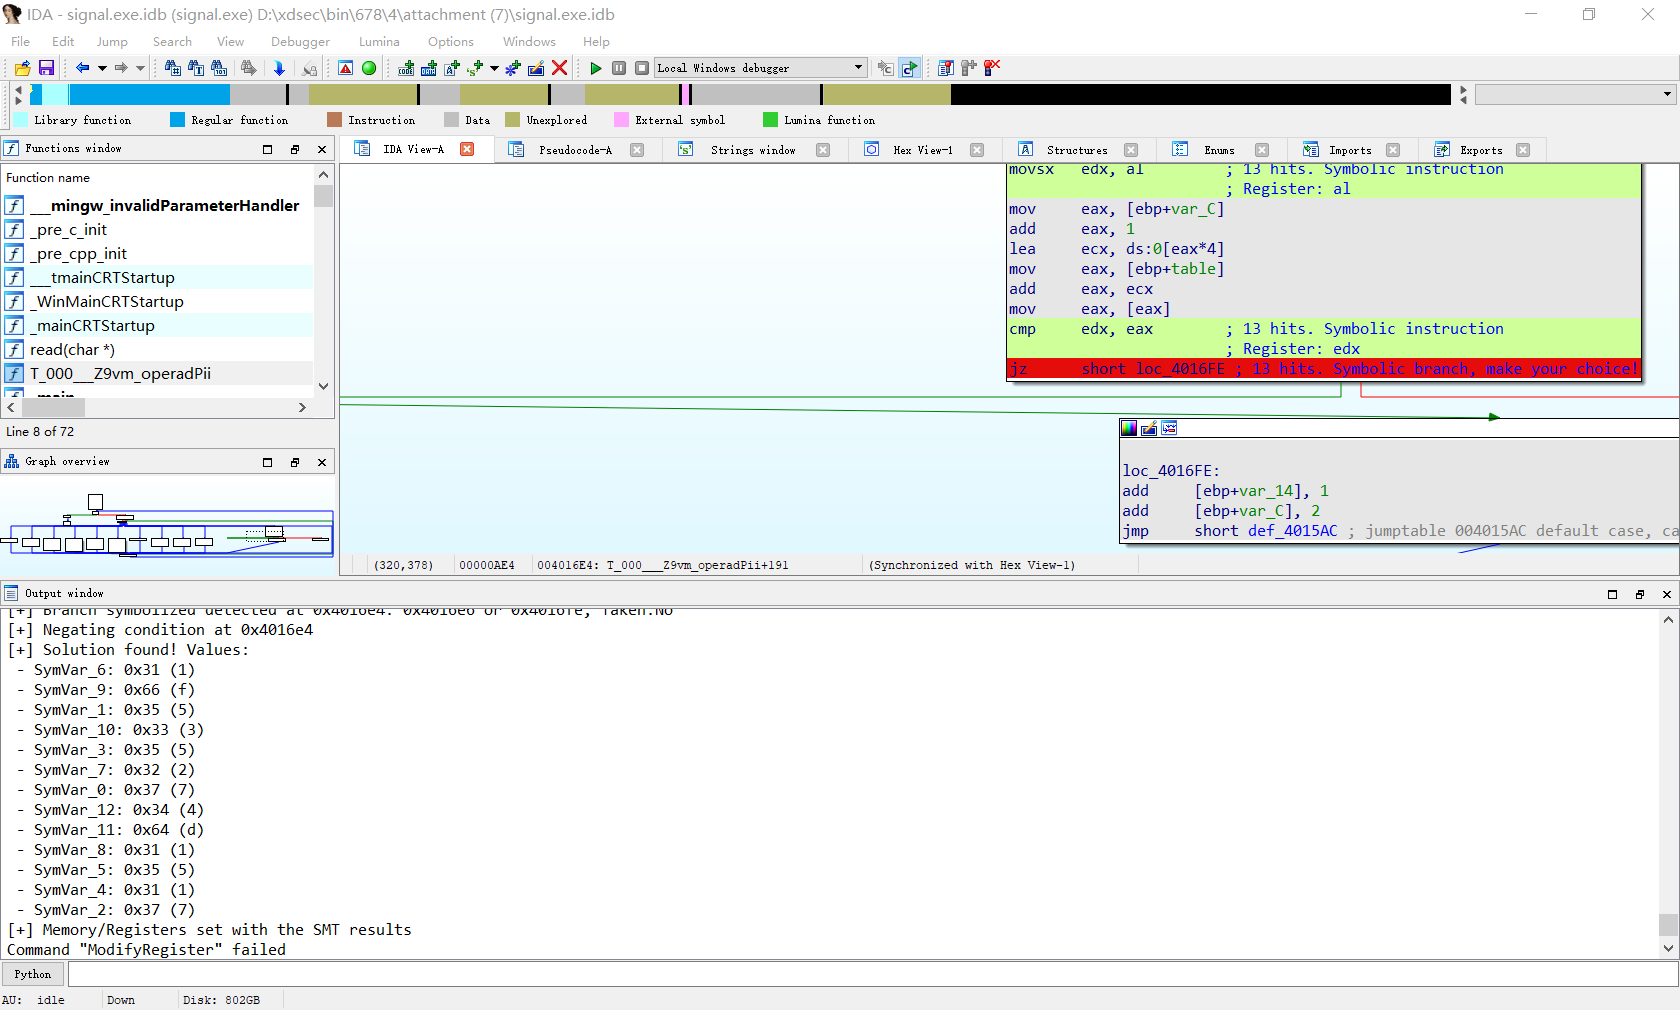 IDA - signal.exe.idb (signal.exe) D:\xdsec\bin\678\4\attachment (7)\signal.exe.idb
File Edit Jump Search View Debugger Lumina Options Windows Help
Local Windows debugger
Library function Regular function Instruction Data Unexplored External symbol Lumina function
Functions window
IDA View-A Pseudocode-A Strings window Hex View-1 Structures Enums Imports Exports
Function name
___mingw_invalidParameterHandler
_pre_c_init
_pre_cpp_init
___tmainCRTStartup
_WinMainCRTStartup
_mainCRTStartup
read(char *)
T_000___Z9vm_operadPii
_main
Line 8 of 72
Graph overview
movsx edx, al ; 13 hits. Symbolic instruction
; Register: al
mov eax, [ebp+var_C]
add eax, 1
lea ecx, ds:0[eax*4]
mov eax, [ebp+table]
add eax, ecx
mov eax, [eax]
cmp edx, eax ; 13 hits. Symbolic instruction
; Register: edx
jz short loc_4016FE ; 13 hits. Symbolic branch, make your choice!
loc_4016FE:
add [ebp+var_14], 1
add [ebp+var_C], 2
jmp short def_4015AC ; jumptable 004015AC default case, ca
(320,378) 00000AE4 004016E4: T_000___Z9vm_operadPii+191 (Synchronized with Hex View-1)
Output window
[+] Branch symbolized detected at 0x4016e4: 0x4016e6 or 0x4016fe, Taken:No
[+] Negating condition at 0x4016e4
[+] Solution found! Values:
- SymVar_6: 0x31 (1)
- SymVar_9: 0x66 (f)
- SymVar_1: 0x35 (5)
- SymVar_10: 0x33 (3)
- SymVar_3: 0x35 (5)
- SymVar_7: 0x32 (2)
- SymVar_0: 0x37 (7)
- SymVar_12: 0x34 (4)
- SymVar_11: 0x64 (d)
- SymVar_8: 0x31 (1)
- SymVar_5: 0x35 (5)
- SymVar_4: 0x31 (1)
- SymVar_2: 0x37 (7)
[+] Memory/Registers set with the SMT results
Command "ModifyRegister" failed
Python
AU: idle Down Disk: 802GB